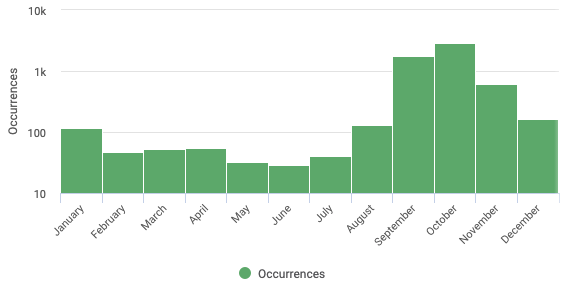 10k
1k
100
10
Occurrences
January
February
March
April
May
June
July
August
September
October
November
December
Occurrences